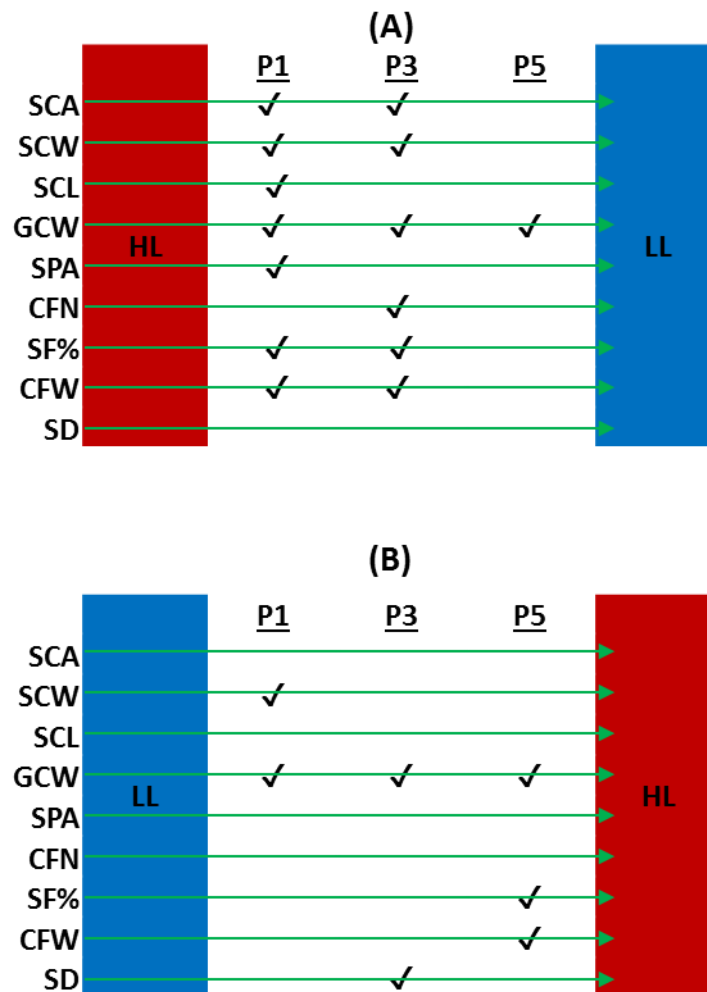 (A)
P1 P3 P5
SCA ✓ ✓
SCW ✓ ✓
SCL ✓
GCW ✓ ✓ ✓
HL LL
SPA ✓
CFN ✓
SF% ✓ ✓
CFW ✓ ✓
SD
(B)
P1 P3 P5
SCA
SCW ✓
SCL
GCW ✓ ✓ ✓
LL HL
SPA
CFN
SF% ✓
CFW ✓
SD ✓